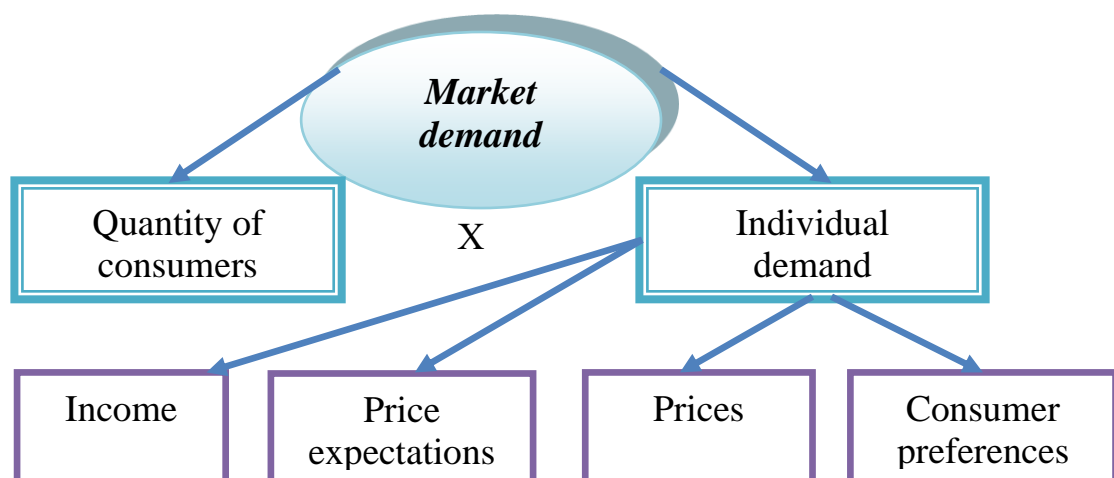 Market
demand
Quantity of
consumers
X
Individual
demand
Income
Price
expectations
Prices
Consumer
preferences